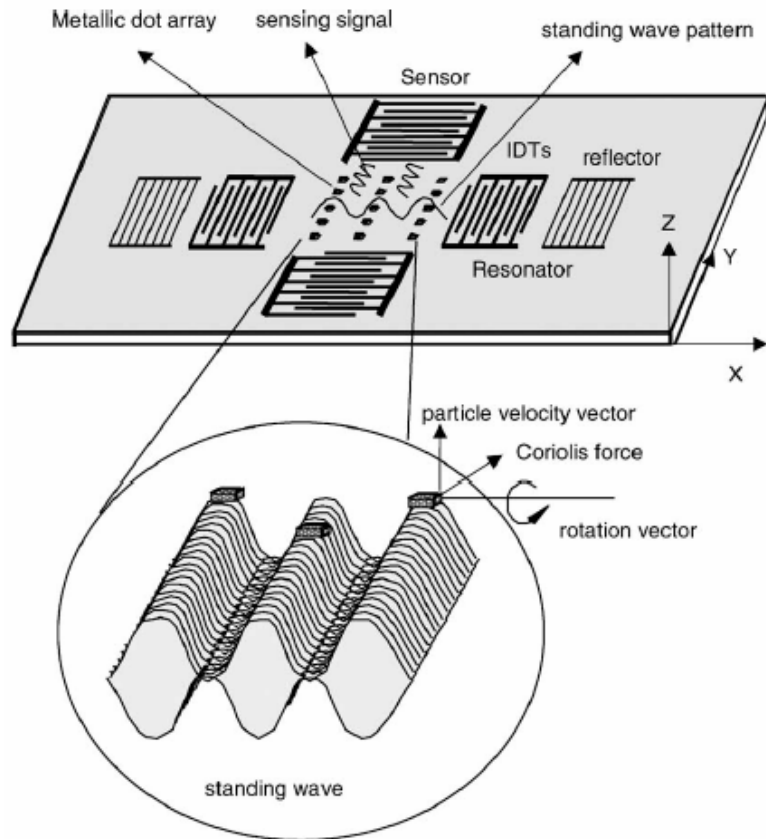 Metallic dot array
sensing signal
standing wave pattern
Sensor
IDTs
reflector
Z
Y
Resonator
X
particle velocity vector
Coriolis force
rotation vector
standing wave